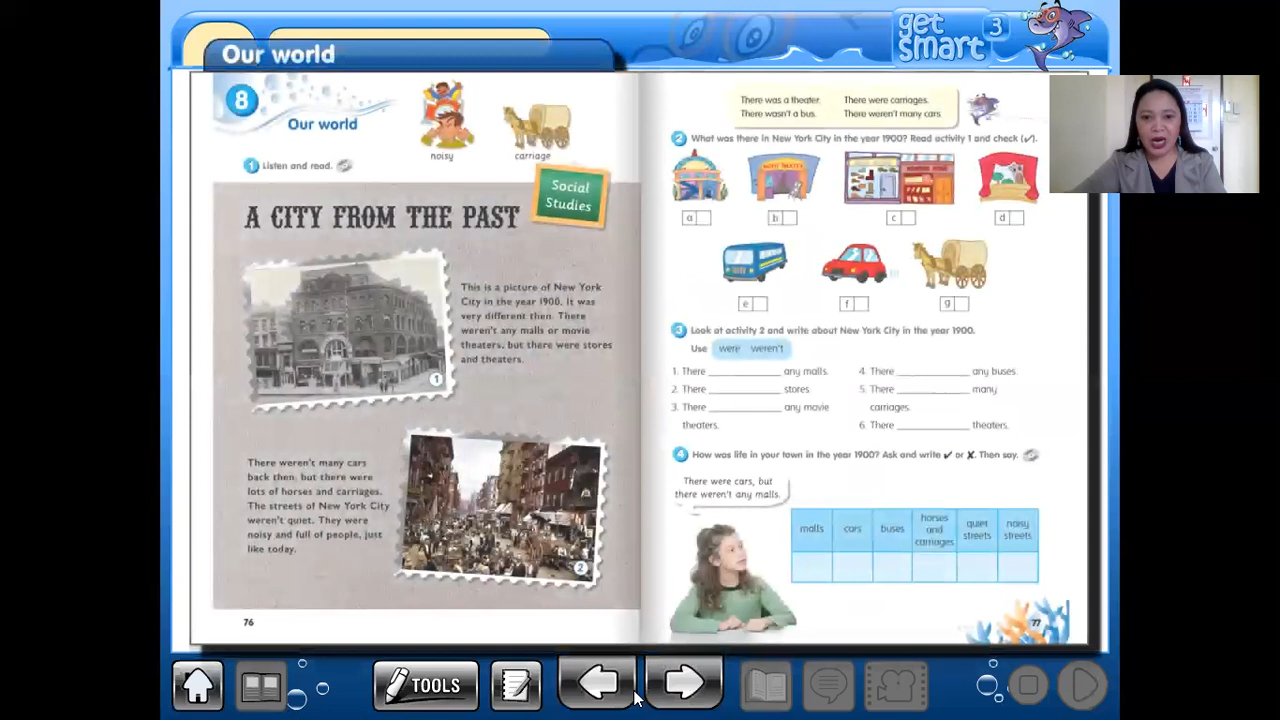 Our world
get
smart 3
8
Our world
noisy
carriage
1 Listen and read.
Social
Studies
A CITY FROM THE PAST
This is a picture of New York
City in the year 1900. It was
very different then. There
weren't any malls or movie
theaters, but there were stores
and theaters.
1
There weren't many cars
back then, but there were
lots of horses and carriages.
The streets of New York City
weren't quiet. They were
noisy and full of people, just
like today.
2
76
There was a theater. There were carriages.
There wasn't a bus. There weren't many cars
2 What was there in New York City in the year 1900? Read activity 1 and check (✓).
a
b
c
d
e
f
g
3 Look at activity 2 and write about New York City in the year 1900.
Use were weren't
1. There ____________ any malls.
2. There ____________ stores
3. There ____________ any movie
theaters.
4. There ____________ any buses
5. There ____________ many
carriages.
6. There ____________ theaters.
4 How was life in your town in the year 1900? Ask and write ✓ or ✗. Then say.
There were cars, but
there weren't any malls.
malls
cars
buses
horses
and
carriages
quiet
streets
noisy
streets
77
TOOLS